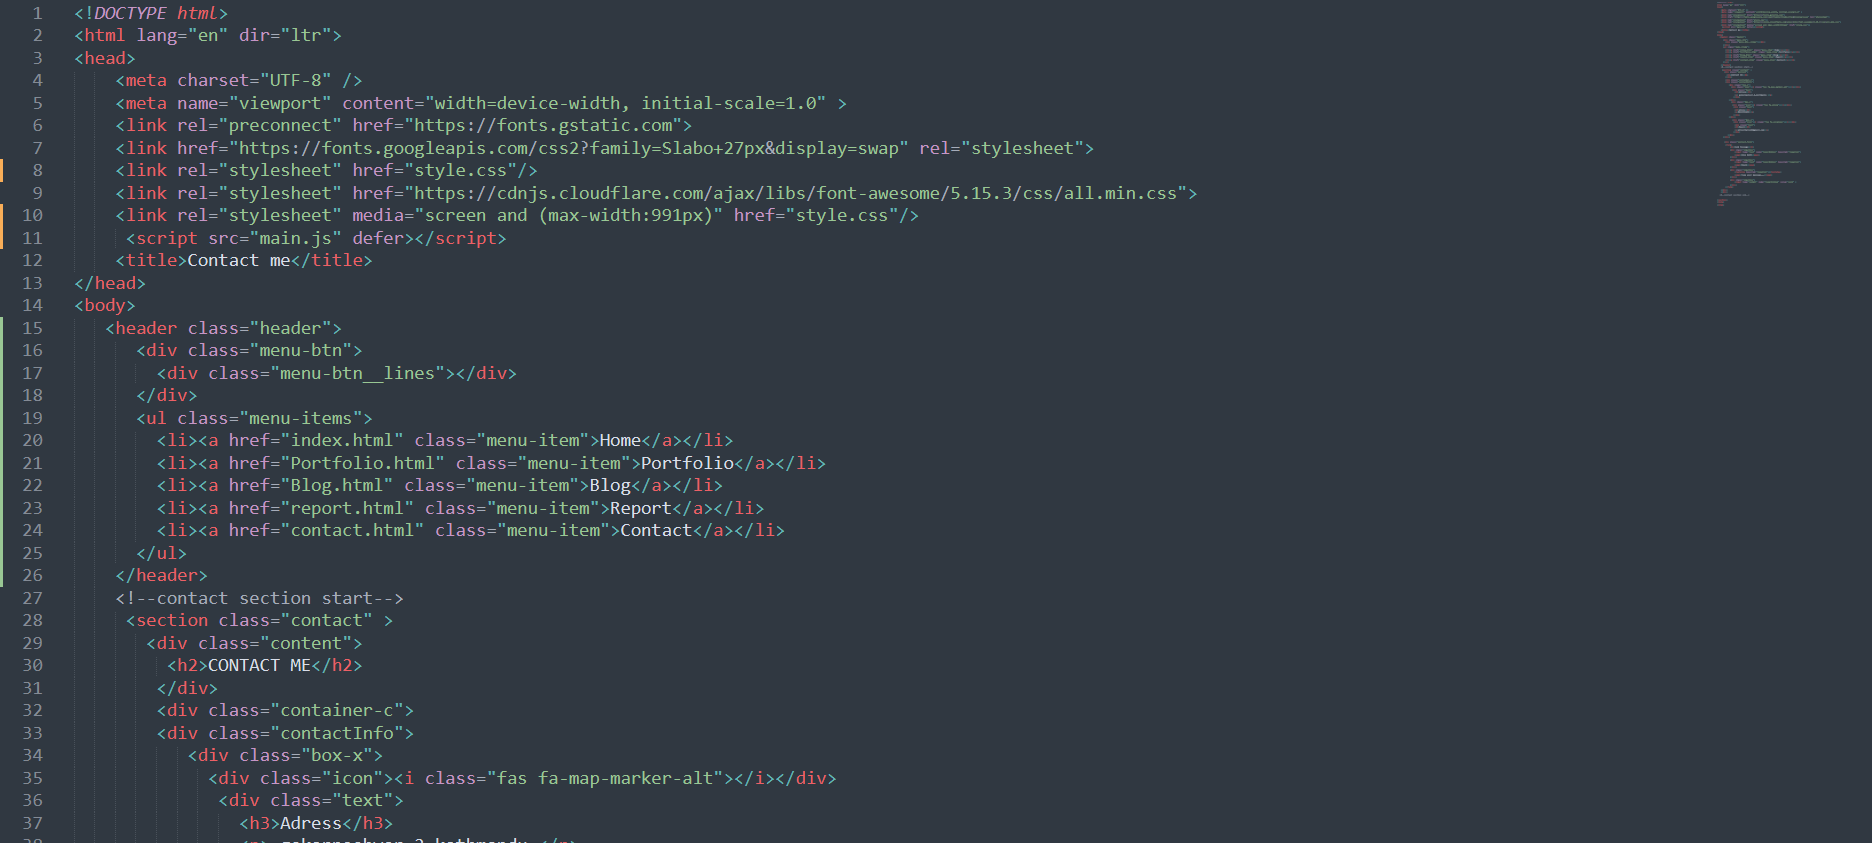 1 <!DOCTYPE html>
2 <html lang="en" dir="ltr">
3 <head>
4 <meta charset="UTF-8" />
5 <meta name="viewport" content="width=device-width, initial-scale=1.0" >
6 <link rel="preconnect" href="https://fonts.gstatic.com">
7 <link href="https://fonts.googleapis.com/css2?family=Slabo+27px&display=swap" rel="stylesheet">
8 <link rel="stylesheet" href="style.css"/>
9 <link rel="stylesheet" href="https://cdnjs.cloudflare.com/ajax/libs/font-awesome/5.15.3/css/all.min.css">
10 <link rel="stylesheet" media="screen and (max-width:991px)" href="style.css"/>
11 <script src="main.js" defer></script>
12 <title>Contact me</title>
13 </head>
14 <body>
15 <header class="header">
16 <div class="menu-btn">
17 <div class="menu-btn__lines"></div>
18 </div>
19 <ul class="menu-items">
20 <li><a href="index.html" class="menu-item">Home</a></li>
21 <li><a href="Portfolio.html" class="menu-item">Portfolio</a></li>
22 <li><a href="Blog.html" class="menu-item">Blog</a></li>
23 <li><a href="report.html" class="menu-item">Report</a></li>
24 <li><a href="contact.html" class="menu-item">Contact</a></li>
25 </ul>
26 </header>
27 <!--contact section start-->
28 <section class="contact" >
29 <div class="content">
30 <h2>CONTACT ME</h2>
31 </div>
32 <div class="container-c">
33 <div class="contactInfo">
34 <div class="box-x">
35 <div class="icon"><i class="fas fa-map-marker-alt"></i></div>
36 <div class="text">
37 <h3>Adress</h3>